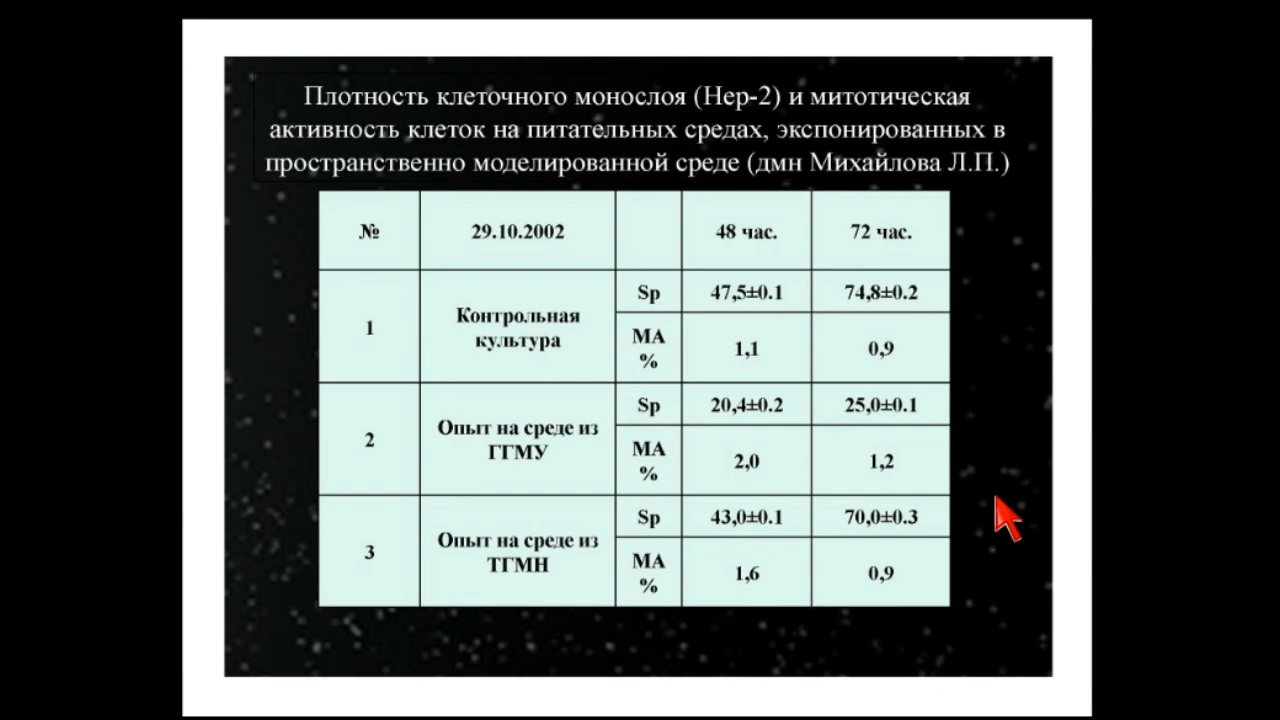 Плотность клеточного монослоя (Нер-2) и митотическая
активность клеток на питательных средах, экспонированных в
пространственно моделированной среде (дмн Михайлова Л.П.)
№ 29.10.2002 48 час. 72 час.
1 Контрольная культура Sp 47,5±0.1 74,8±0.2
МА % 1,1 0,9
2 Опыт на среде из ГГМУ Sp 20,4±0.2 25,0±0.1
МА % 2,0 1,2
3 Опыт на среде из ТГМН Sp 43,0±0.1 70,0±0.3
МА % 1,6 0,9